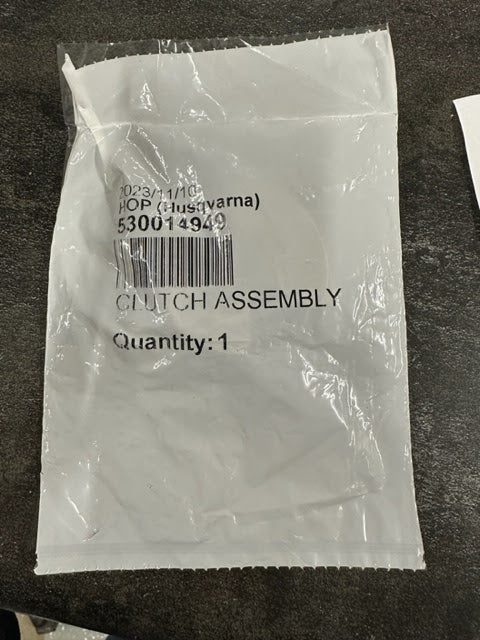 2023/11/10
HOP (Husqvarna)
530014949
CLUTCH ASSEMBLY
Quantity: 1